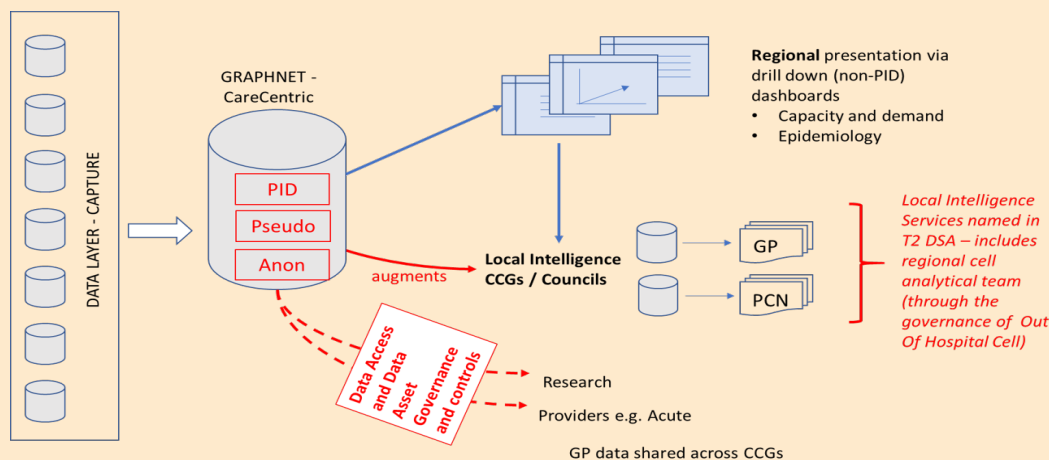 DATA LAYER - CAPTURE
GRAPHNET -
CareCentric
PID
Pseudo
Anon
augments
Regional presentation via
drill down (non-PID)
dashboards
• Capacity and demand
• Epidemiology
Local Intelligence
CCGs / Councils
GP
PCN
Local Intelligence
Services named in
T2 DSA – includes
regional cell
analytical team
(through the
governance of Out
Of Hospital Cell)
Data Access
and Data
Asset
Governance
and controls
Research
Providers e.g. Acute
GP data shared across CCGs